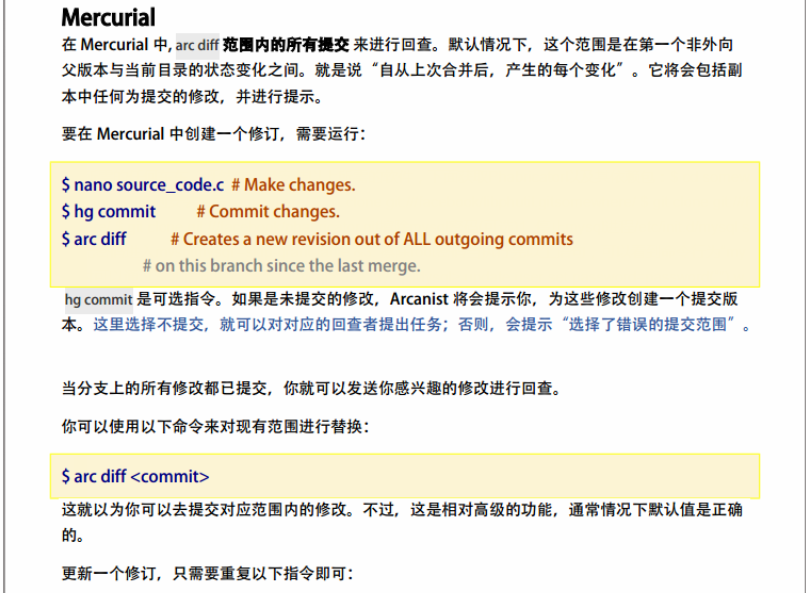 Mercurial
在 Mercurial 中, arc diff 范围内的所有提交 来进行回查。默认情况下，这个范围是在第一个非外向
父版本与当前目录的状态变化之间。就是说“自从上次合并后，产生的每个变化”。它将会包括副
本中任何为提交的修改，并进行提示。
要在 Mercurial 中创建一个修订，需要运行：
$ nano source_code.c # Make changes.
$ hg commit # Commit changes.
$ arc diff # Creates a new revision out of ALL outgoing commits
# on this branch since the last merge.
hg commit 是可选指令。如果是未提交的修改，Arcanist 将会提示你，为这些修改创建一个提交版
本。这里选择不提交，就可以对对应的回查者提出任务；否则，会提示“选择了错误的提交范围”。
当分支上的所有修改都已提交，你就可以发送你感兴趣的修改进行回查。
你可以使用以下命令来对现有范围进行替换：
$ arc diff <commit>
这就以为你可以去提交对应范围内的修改。不过，这是相对高级的功能，通常情况下默认值是正确
的。
更新一个修订，只需要重复以下指令即可：